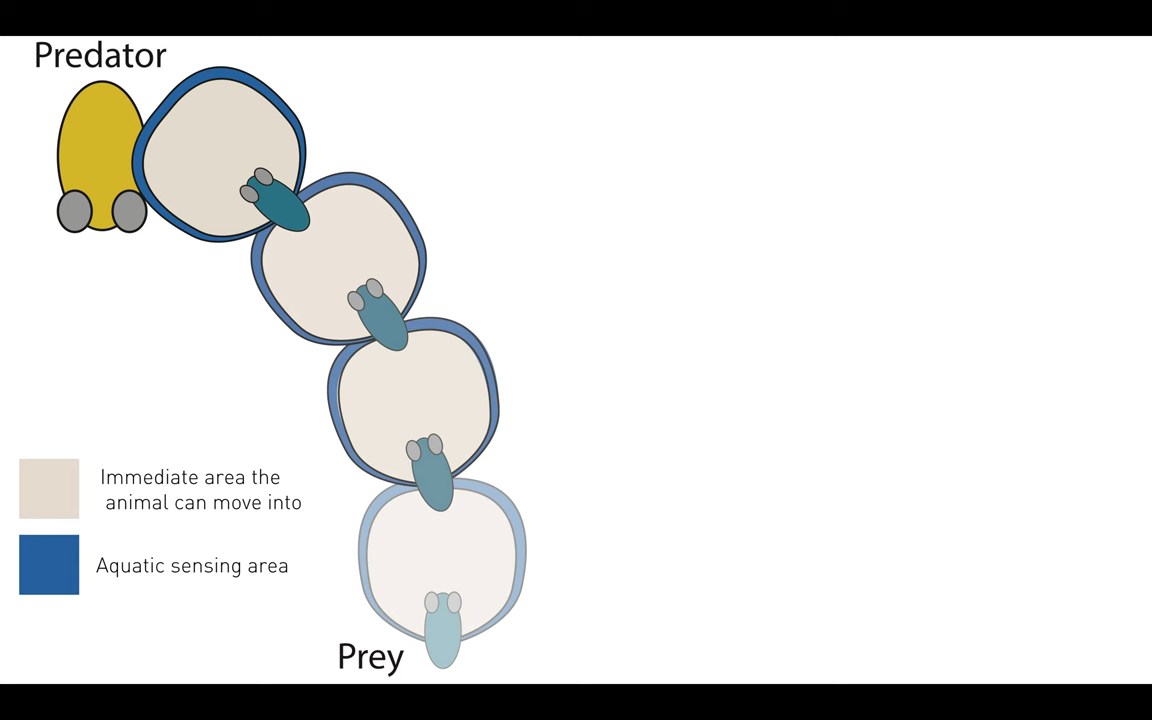 Predator
Immediate area the
animal can move into
Aquatic sensing area
Prey